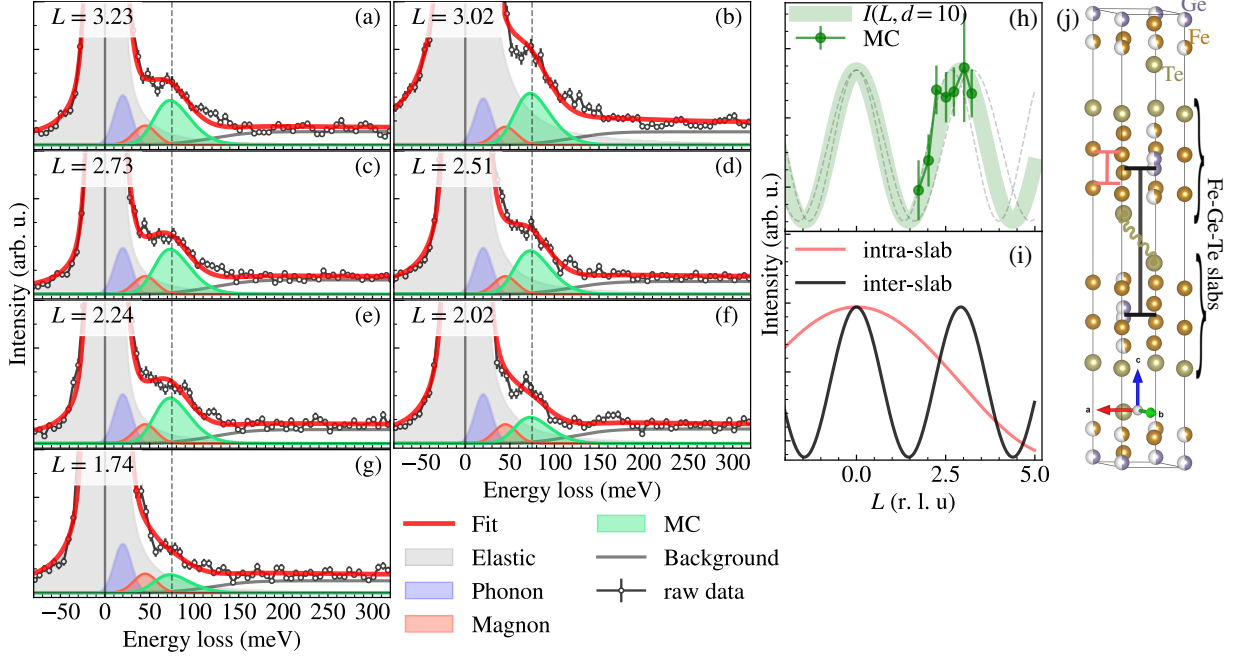 L = 3.23
(a)
L = 3.02
(b)
L = 2.73
(c)
L = 2.51
(d)
L = 2.24
(e)
L = 2.02
(f)
L = 1.74
(g)
Intensity (arb. u.)
−50 0 50 100 150 200 250 300
Energy loss (meV)
−50 0 50 100 150 200 250 300
Energy loss (meV)
Fit
Elastic
Phonon
Magnon
MC
Background
raw data
I(L, d = 10)
MC
(h)
intra-slab
inter-slab
(i)
Intensity (arb. u.)
0.0 2.5 5.0
L (r. l. u)
(j)
Ge
Fe
Te
Fe-Ge-Te slabs
c
a
b